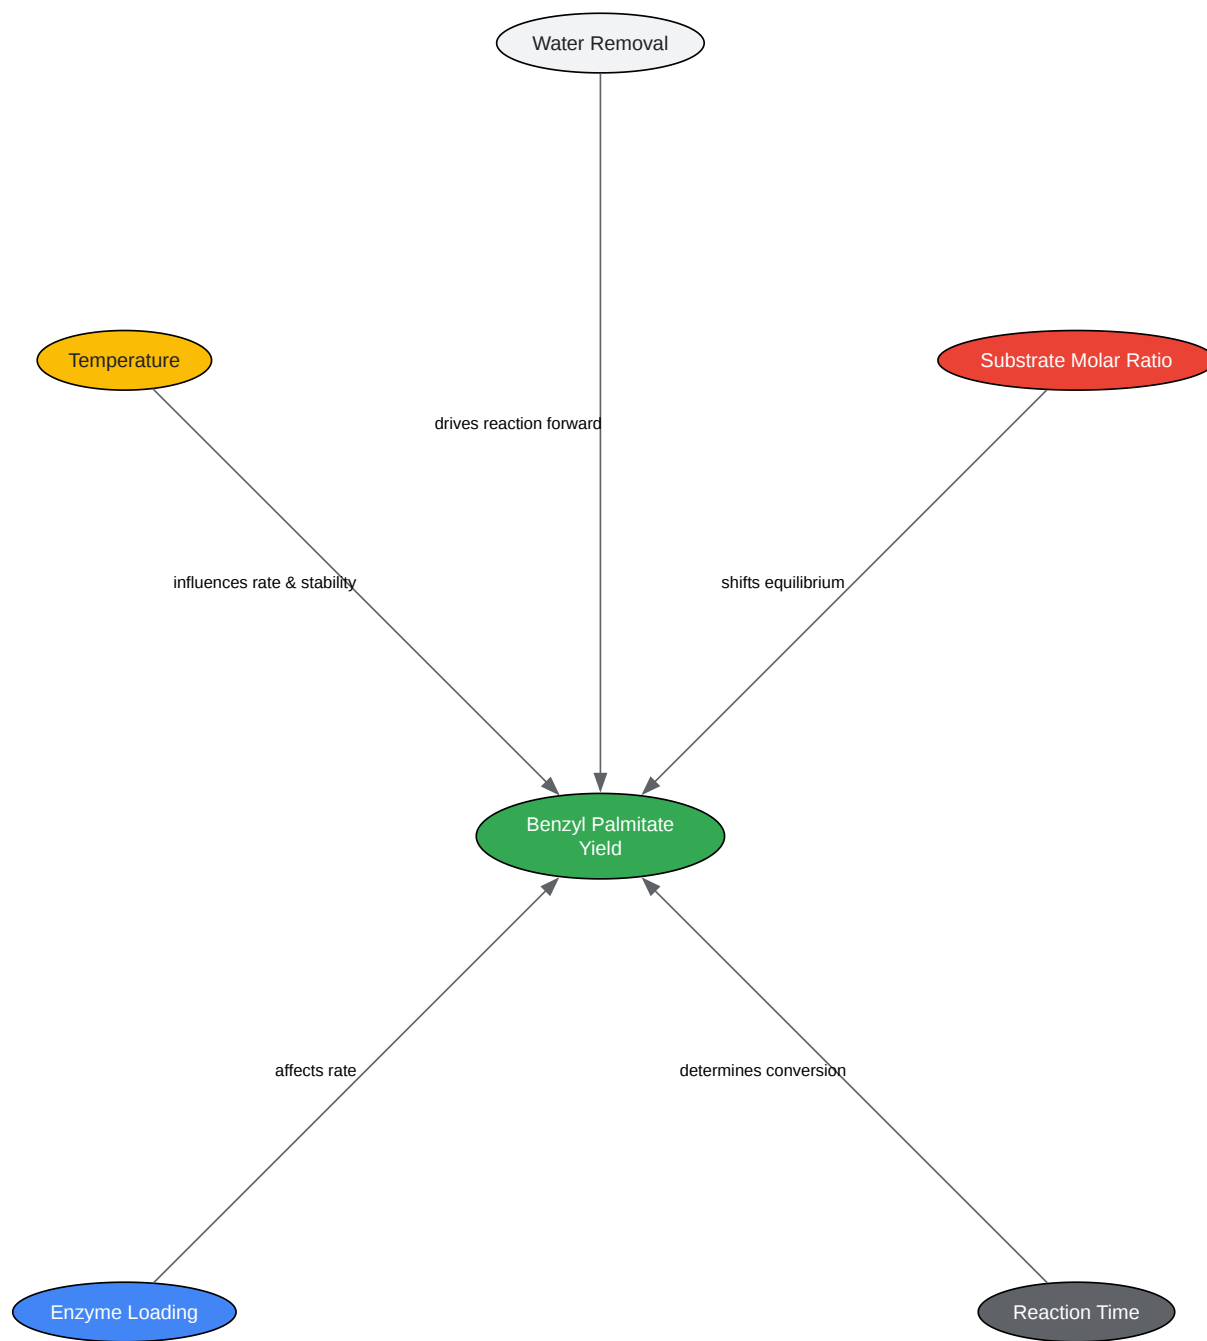 Water Removal
Temperature
Substrate Molar Ratio
drives reaction forward
influences rate & stability
shifts equilibrium
Benzyl Palmitate
Yield
affects rate
determines conversion
Enzyme Loading
Reaction Time